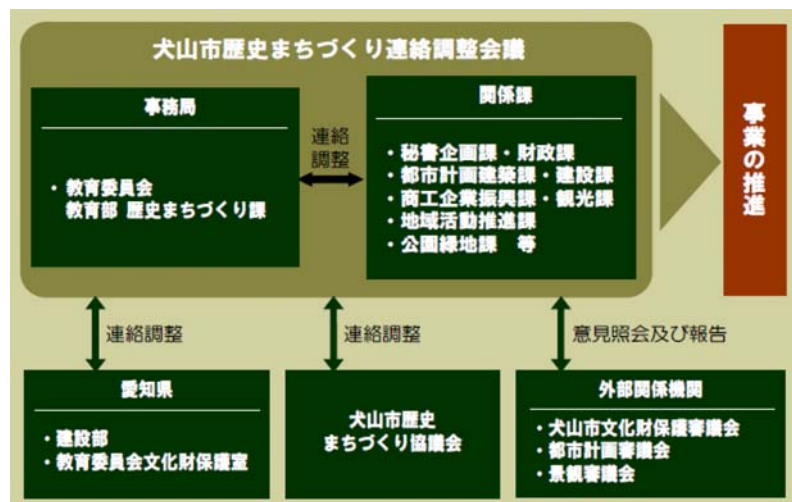 犬山市歴史まちづくり連絡調整会議
事務局
・教育委員会
教育部 歴史まちづくり課
連絡
調整
関係課
・秘書企画課・財政課
・都市計画建築課・建設課
・商工企業振興課・観光課
・地域活動推進課
・公園緑地課 等
事業の推進
連絡調整
連絡調整
意見照会及び報告
愛知県
・建設部
・教育委員会文化財保護室
犬山市歴史
まちづくり協議会
外部関係機関
・犬山市文化財保護審議会
・都市計画審議会
・景観審議会